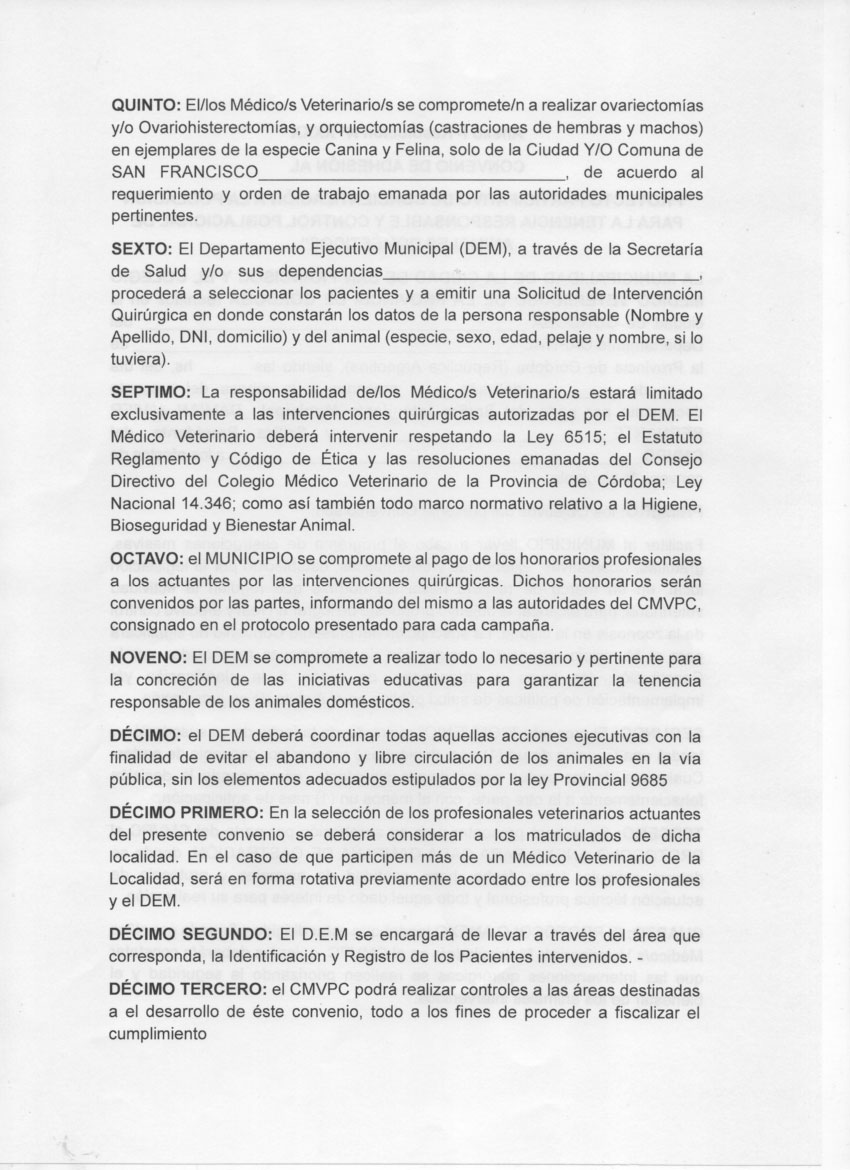 QUINTO: El/los Médico/s Veterinario/s se compromete/n a realizar ovariectomías
y/o Ovariohisterectomías, y orquiectomías (castraciones de hembras y machos)
en ejemplares de la especie Canina y Felina, solo de la Ciudad Y/O Comuna de
SAN FRANCISCO____________________________________, de acuerdo al
requerimiento y orden de trabajo emanada por las autoridades municipales
pertinentes.
SEXTO: El Departamento Ejecutivo Municipal (DEM), a través de la Secretaría
de Salud y/o sus dependencias____________________________________,
procederá a seleccionar los pacientes y a emitir una Solicitud de Intervención
Quirúrgica en donde constarán los datos de la persona responsable (Nombre y
Apellido, DNI, domicilio) y del animal (especie, sexo, edad, pelaje y nombre, si lo
tuviera).
SEPTIMO: La responsabilidad de/los Médico/s Veterinario/s estará limitado
exclusivamente a las intervenciones quirúrgicas autorizadas por el DEM. El
Médico Veterinario deberá intervenir respetando la Ley 6515; el Estatuto
Reglamento y Código de Ética y las resoluciones emanadas del Consejo
Directivo del Colegio Médico Veterinario de la Provincia de Córdoba; Ley
Nacional 14.346; como así también todo marco normativo relativo a la Higiene,
Bioseguridad y Bienestar Animal.
OCTAVO: el MUNICIPIO se compromete al pago de los honorarios profesionales
a los actuantes por las intervenciones quirúrgicas. Dichos honorarios serán
convenidos por las partes, informando del mismo a las autoridades del CMVPC,
consignado en el protocolo presentado para cada campaña.
NOVENO: El DEM se compromete a realizar todo lo necesario y pertinente para
la concreción de las iniciativas educativas para garantizar la tenencia
responsable de los animales domésticos.
DÉCIMO: el DEM deberá coordinar todas aquellas acciones ejecutivas con la
finalidad de evitar el abandono y libre circulación de los animales en la vía
pública, sin los elementos adecuados estipulados por la ley Provincial 9685
DÉCIMO PRIMERO: En la selección de los profesionales veterinarios actuantes
del presente convenio se deberá considerar a los matriculados de dicha
localidad. En el caso de que participen más de un Médico Veterinario de la
Localidad, será en forma rotativa previamente acordado entre los profesionales
y el DEM.
DÉCIMO SEGUNDO: El D.E.M se encargará de llevar a través del área que
corresponda, la Identificación y Registro de los Pacientes intervenidos. -
DÉCIMO TERCERO: el CMVPC podrá realizar controles a las áreas destinadas
a el desarrollo de éste convenio, todo a los fines de proceder a fiscalizar el
cumplimiento